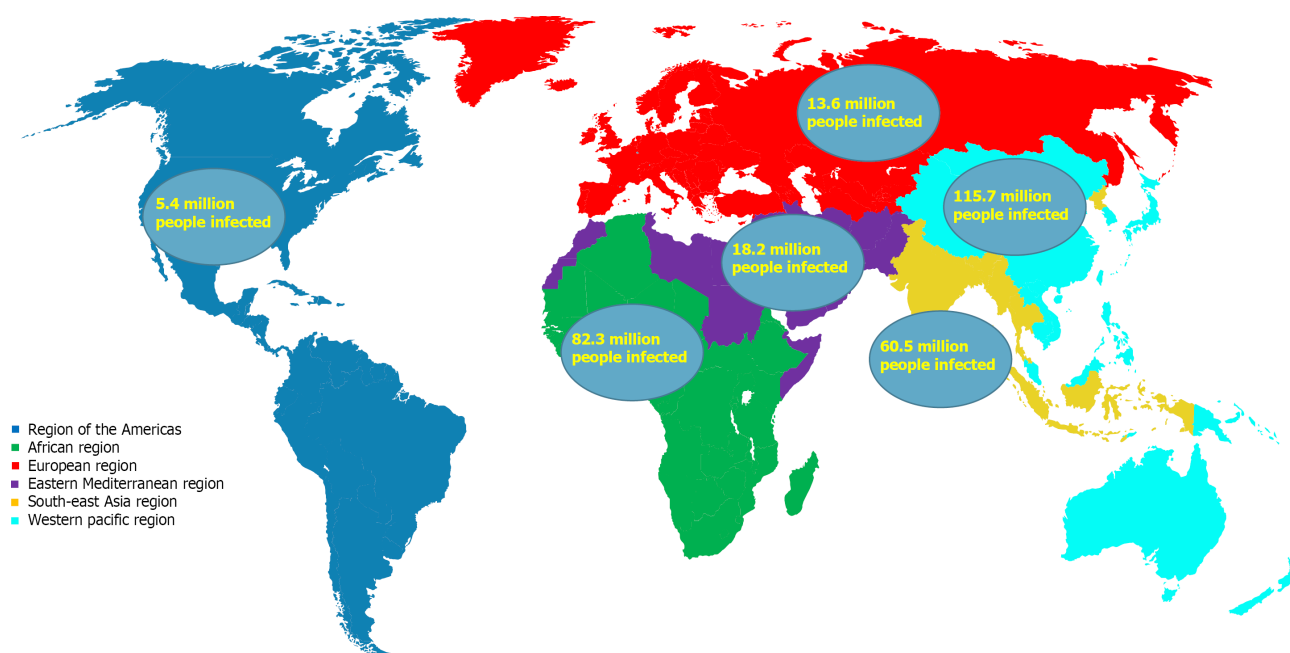 13.6 million
people infected
5.4 million
people infected
115.7 million
people infected
18.2 million
people infected
82.3 million
people infected
60.5 million
people infected
Region of the Americas
African region
European region
Eastern Mediterranean region
South-east Asia region
Western pacific region